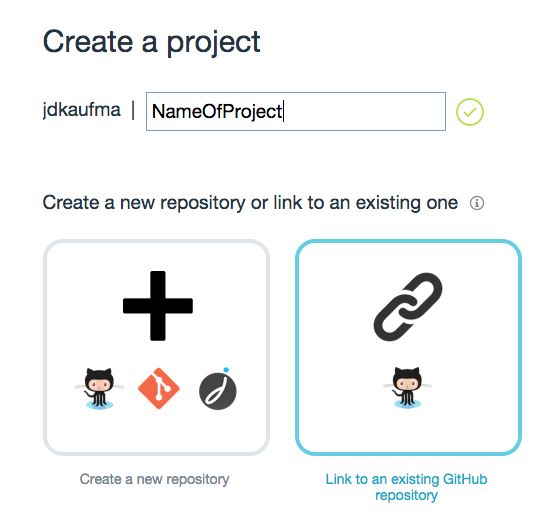 Create a project
jdkaufma | NameOfProject
Create a new repository or link to an existing one
Create a new repository
Link to an existing GitHub
repository